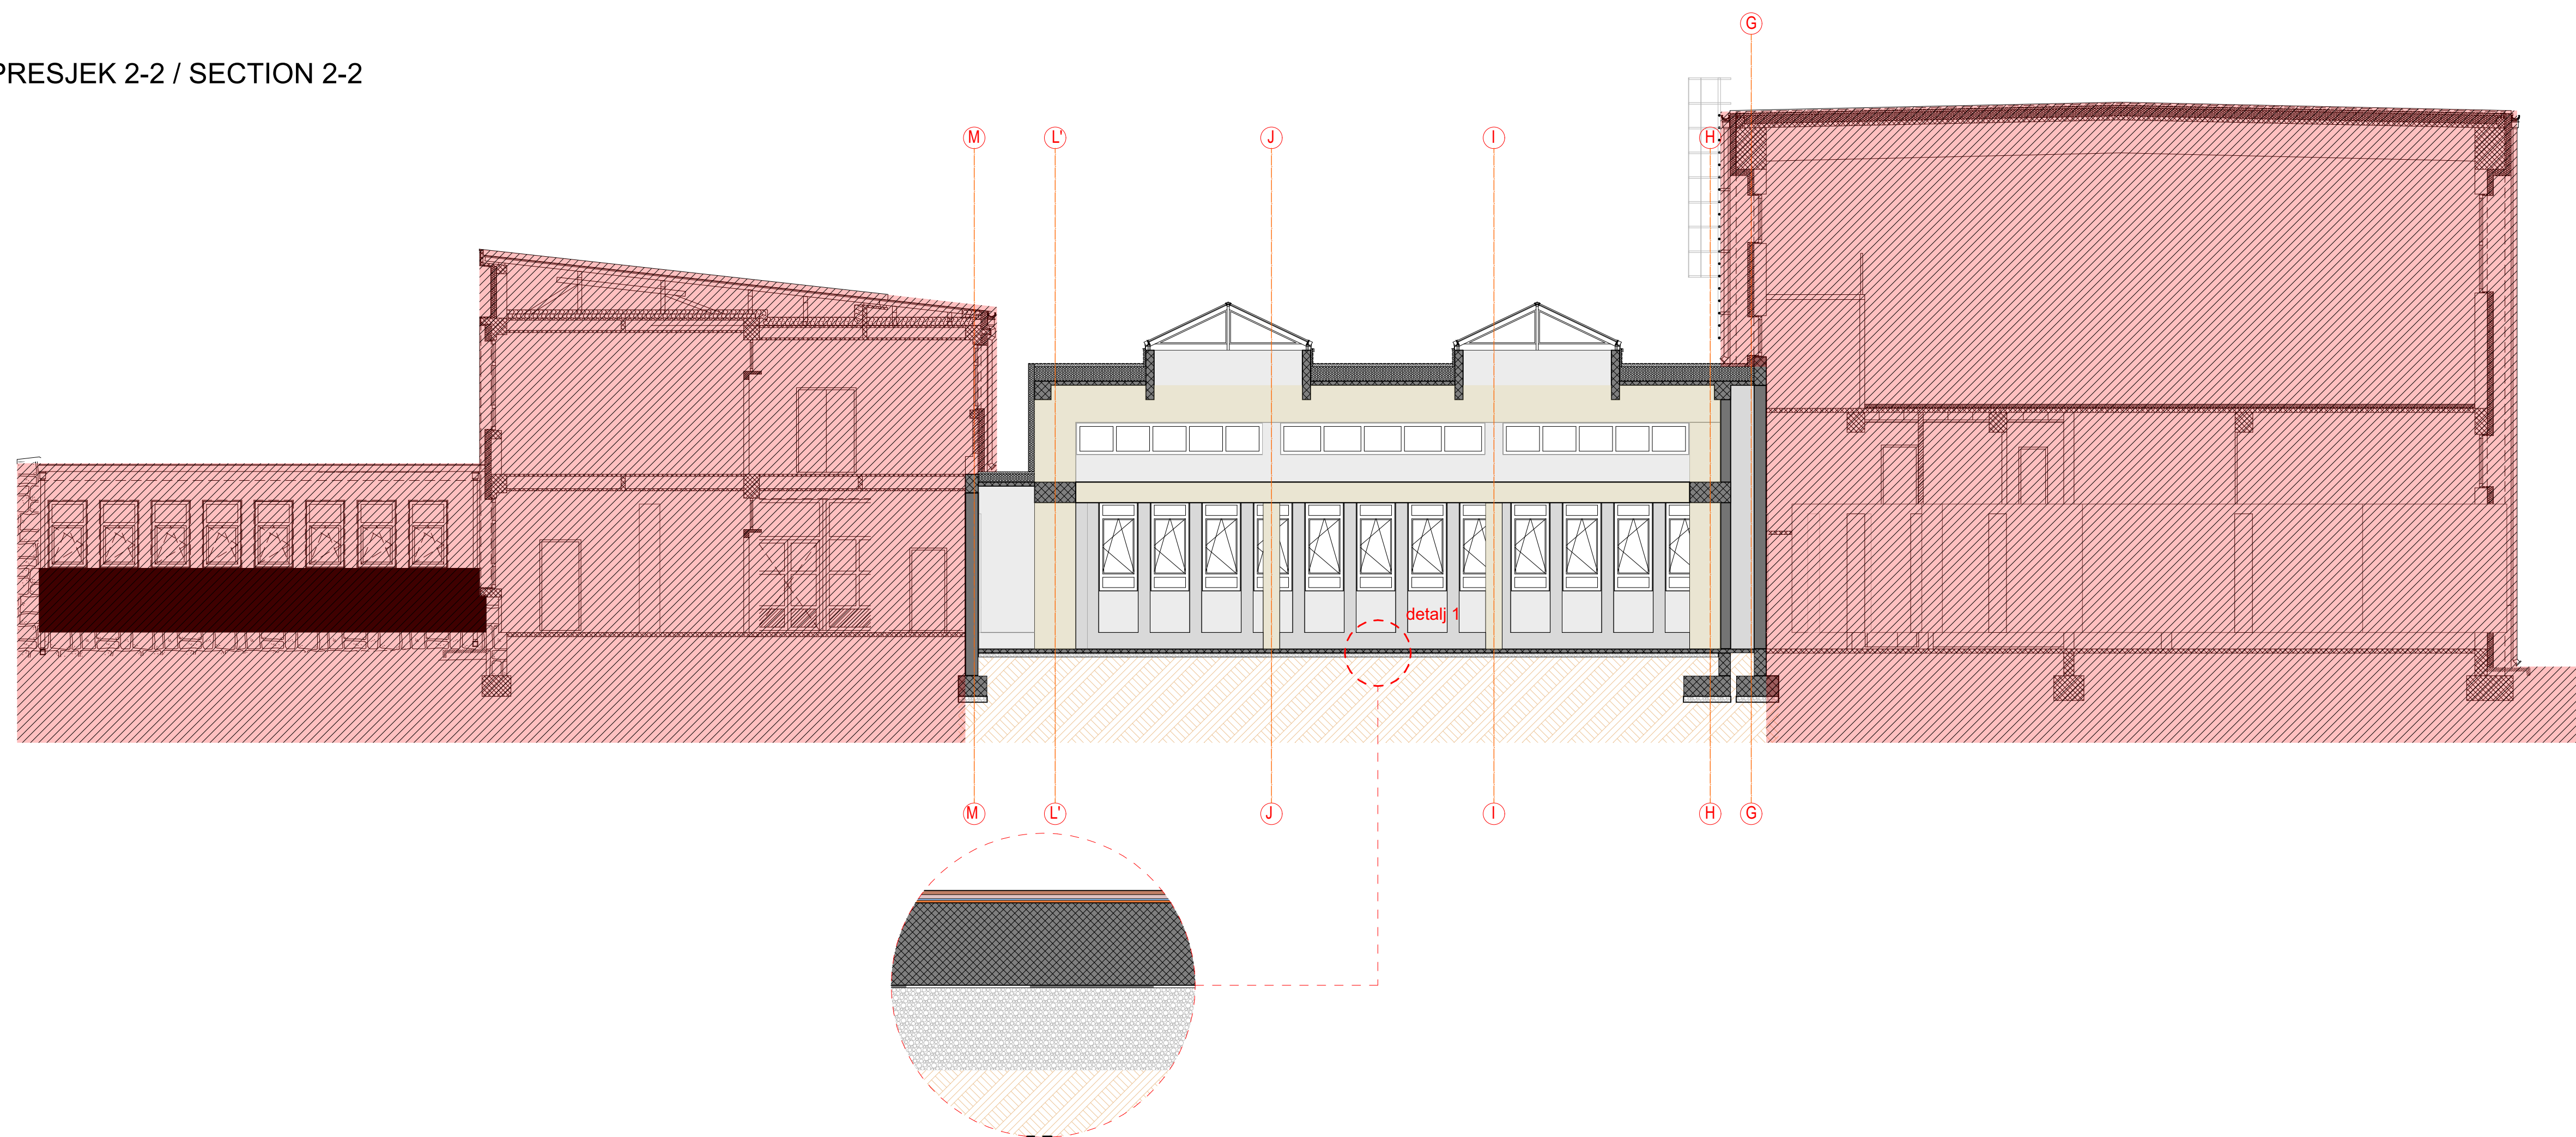 PRESJEK 2-2 / SECTION 2-2
G
M L' J I H
detalj 1
M L' J I H G